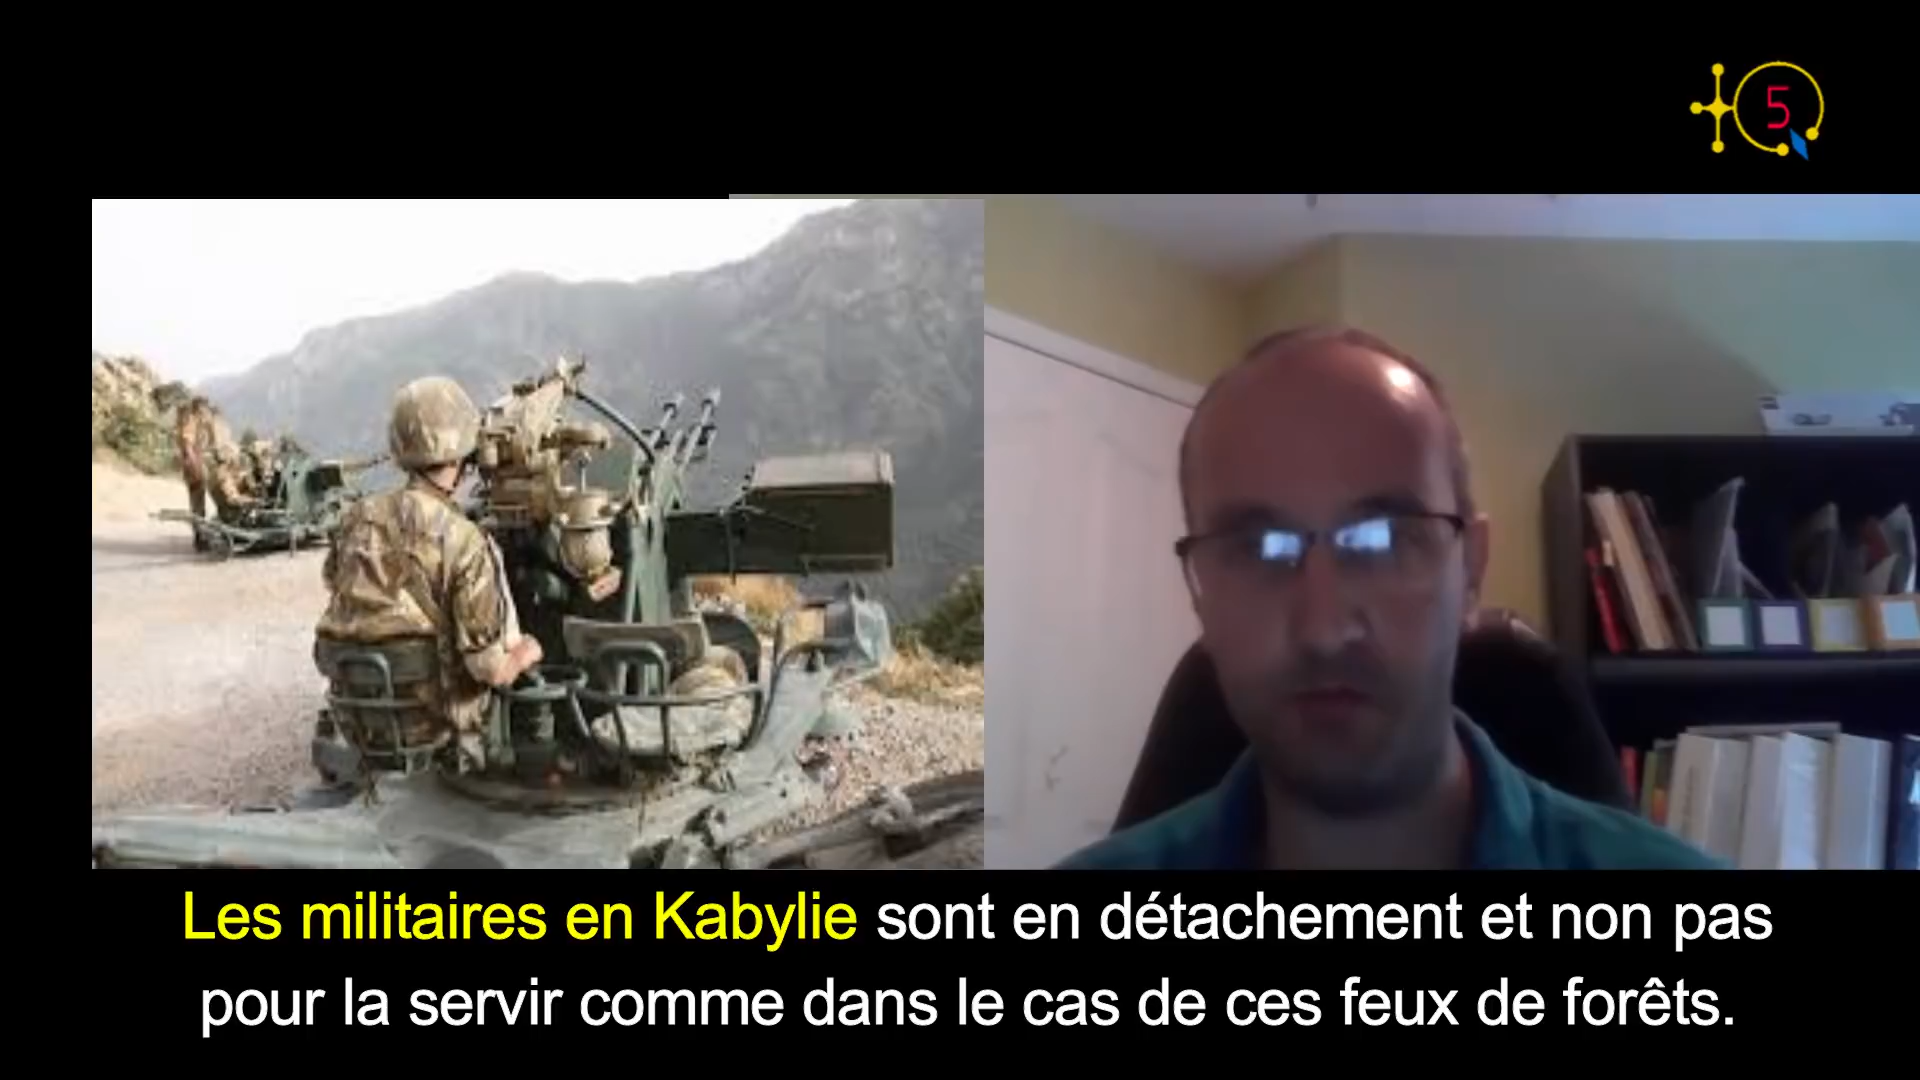 5
Les militaires en Kabylie sont en détachement et non pas
pour la servir comme dans le cas de ces feux de forêts.